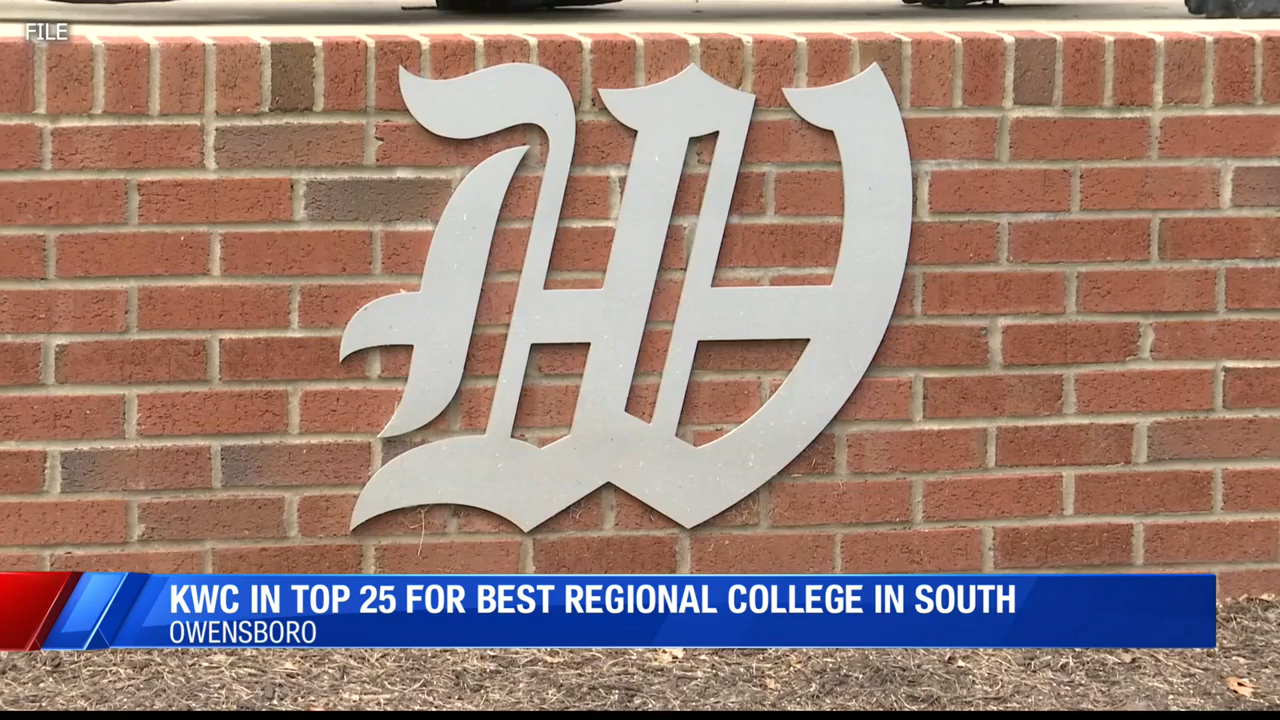 FILE
W
KWC IN TOP 25 FOR BEST REGIONAL COLLEGE IN SOUTH
OWENSBORO